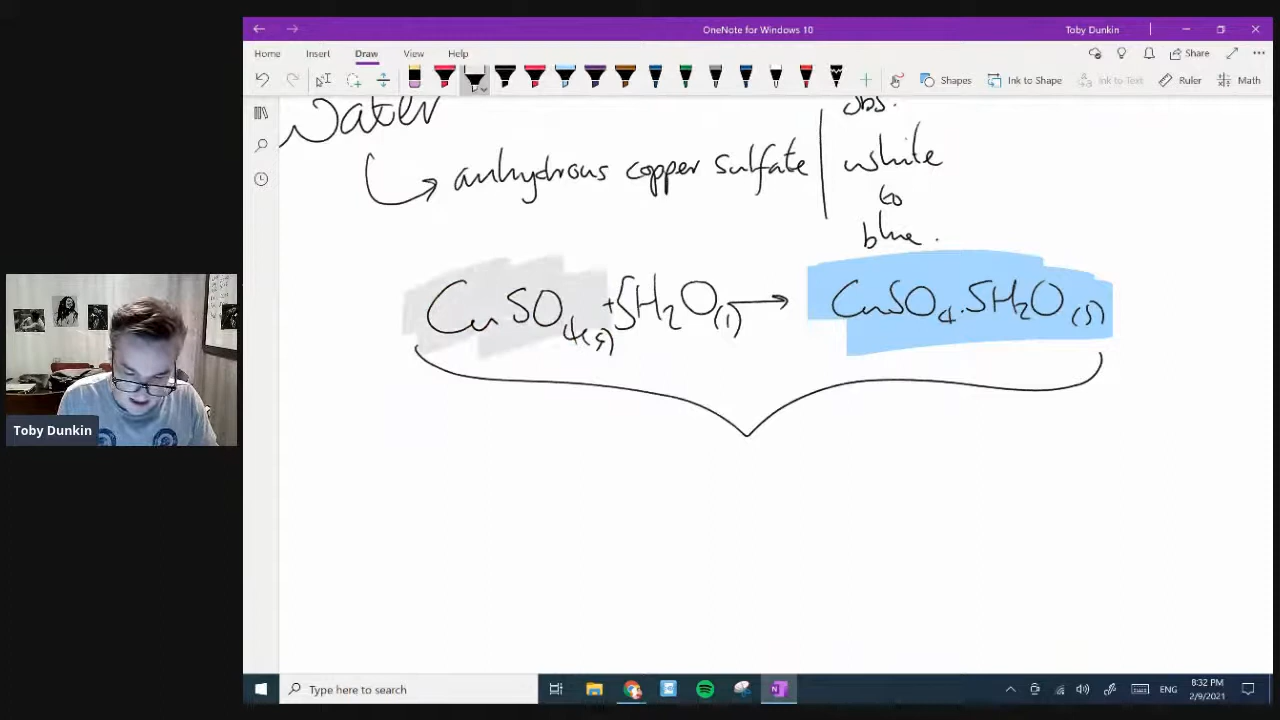 OneNote for Windows 10
Toby Dunkin
Home Insert Draw View Help
Share
Shapes Ink to Shape Ink to Text Ruler Math
Water
obs.
anhydrous copper sulfate
white
to
blue.
CuSO4(s) + 5H2O(l) → CuSO4.5H2O(s)
Toby Dunkin
Type here to search
ENG
8:32 PM
2/9/2021